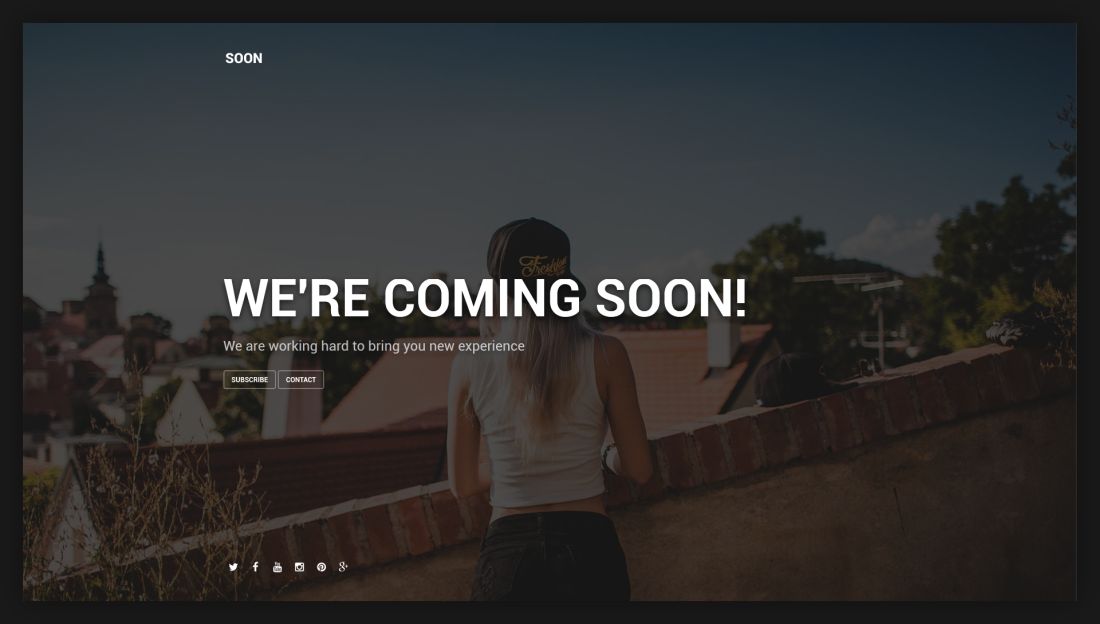 SOON
WE'RE COMING SOON!
We are working hard to bring you new experience
SUBSCRIBE CONTACT